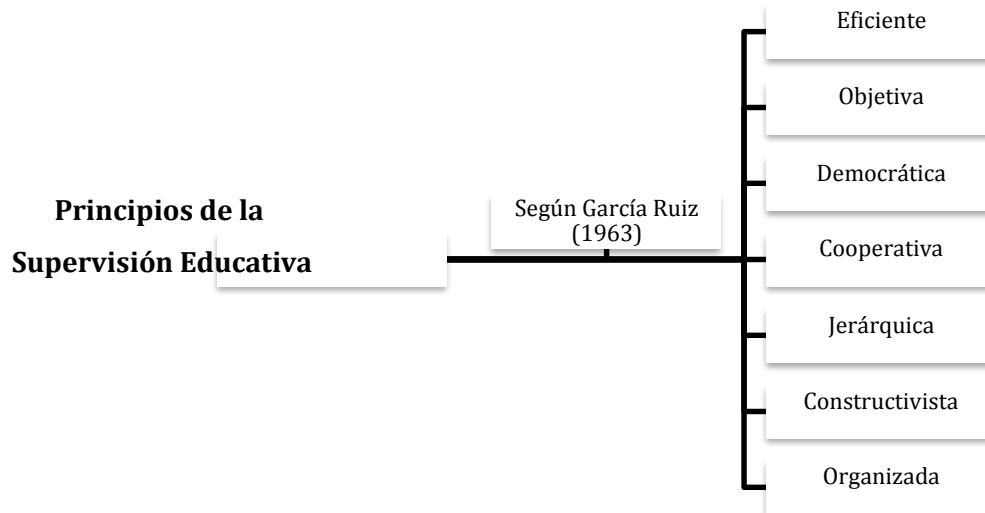 Principios de la
Supervisión Educativa
Según García Ruiz
(1963)
Eficiente
Objetiva
Democrática
Cooperativa
Jerárquica
Constructivista
Organizada